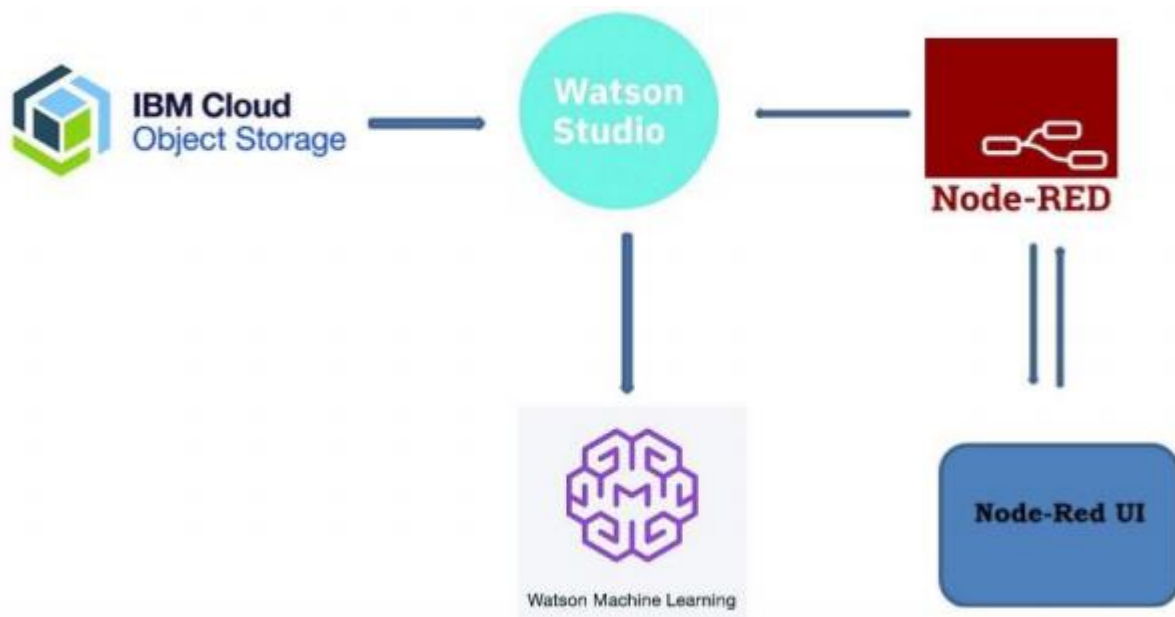 IBM Cloud
Object Storage
Watson
Studio
Node-RED
Watson Machine Learning
Node-Red UI